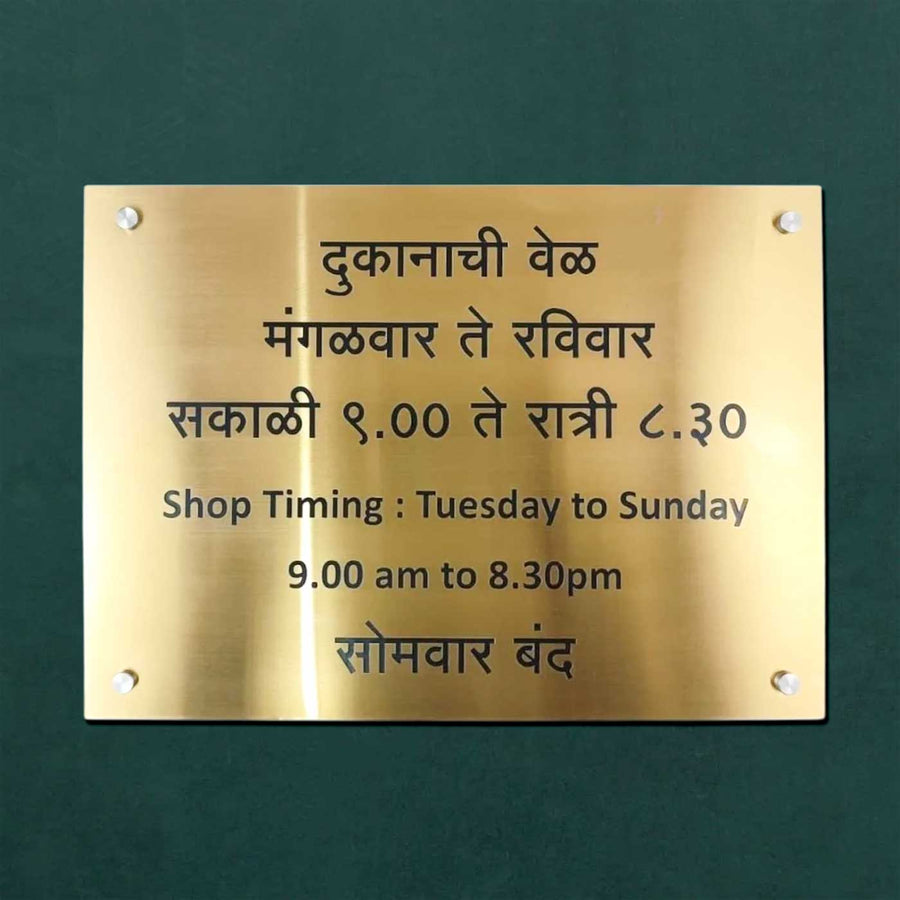 दुकानाची वेळ
मंगळवार ते रविवार
सकाळी ९.०० ते रात्री ८.३०
Shop Timing : Tuesday to Sunday
9.00 am to 8.30pm
सोमवार बंद